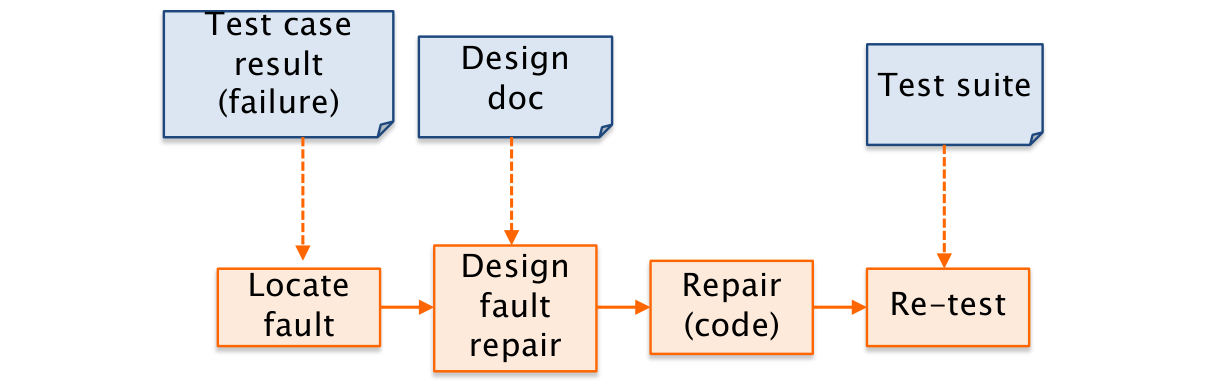 Test case
result
(failure)
Design
doc
Test suite
Locate
fault
Design
fault
repair
Repair
(code)
Re-test